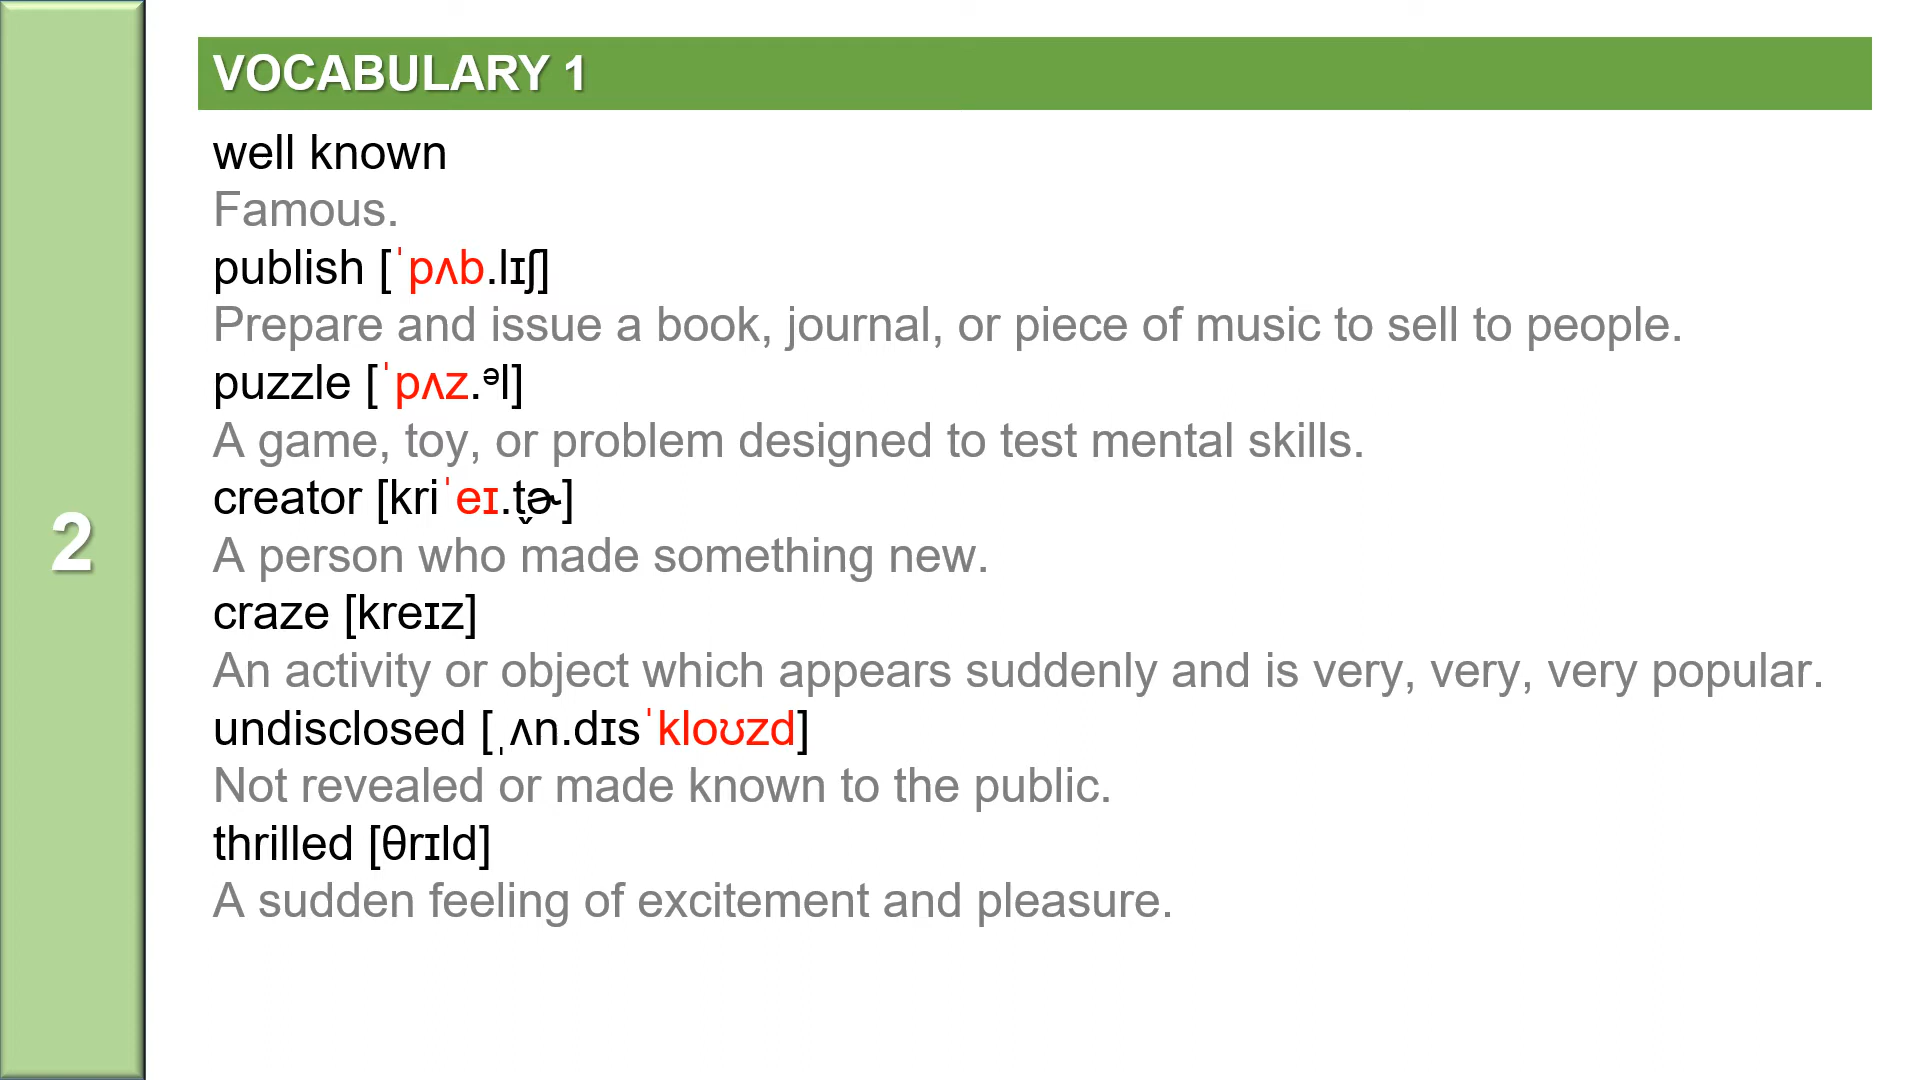 2
VOCABULARY 1
well known
Famous.
publish [ˈpʌb.lɪʃ]
Prepare and issue a book, journal, or piece of music to sell to people.
puzzle [ˈpʌz.ᵊl]
A game, toy, or problem designed to test mental skills.
creator [kriˈeɪ.t̬ɚ]
A person who made something new.
craze [kreɪz]
An activity or object which appears suddenly and is very, very, very popular.
undisclosed [ˌʌn.dɪsˈkloʊzd]
Not revealed or made known to the public.
thrilled [θrɪld]
A sudden feeling of excitement and pleasure.